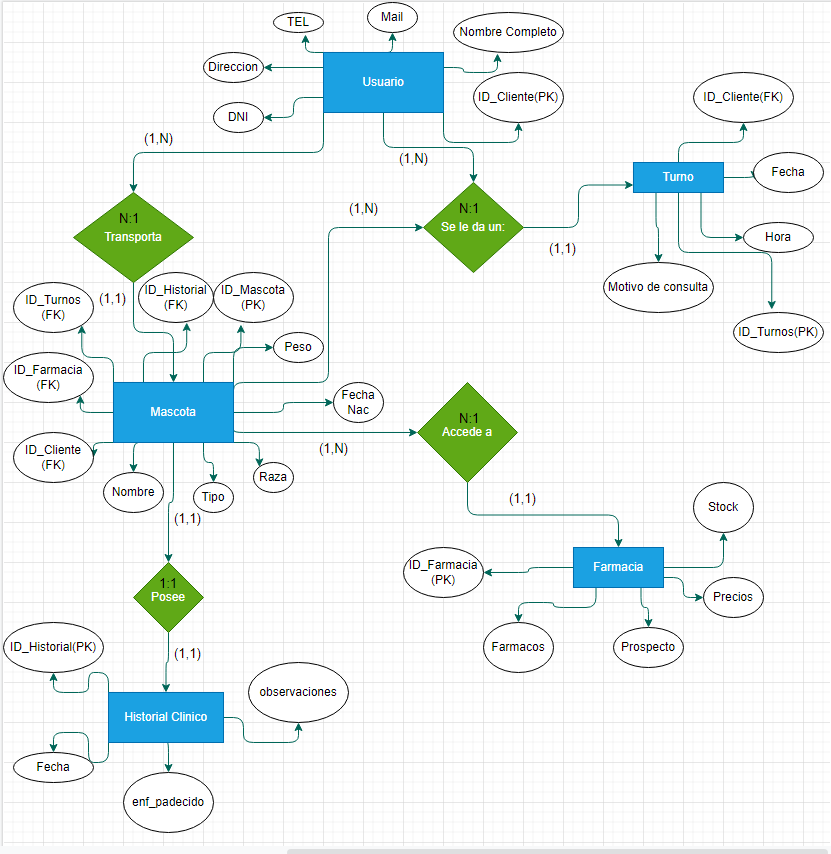 TEL
Mail
Nombre Completo
Direccion
Usuario
ID_Cliente(PK)
DNI
ID_Cliente(FK)
(1,N)
(1,N)
Turno
Fecha
N:1
Transporta
(1,N)
N:1
Se le da un:
Hora
(1,1)
Motivo de consulta
ID_Turnos(PK)
ID_Turnos
(FK)
(1,1)
ID_Historial
(FK)
ID_Mascota
(PK)
Peso
ID_Farmacia
(FK)
Mascota
Fecha
Nac
N:1
Accede a
(1,N)
ID_Cliente
(FK)
Nombre
Tipo
Raza
(1,1)
(1,1)
Stock
ID_Farmacia
(PK)
Farmacia
Precios
Farmacos
Prospecto
1:1
Posee
(1,1)
ID_Historial(PK)
observaciones
Historial Clinico
Fecha
enf_padecido